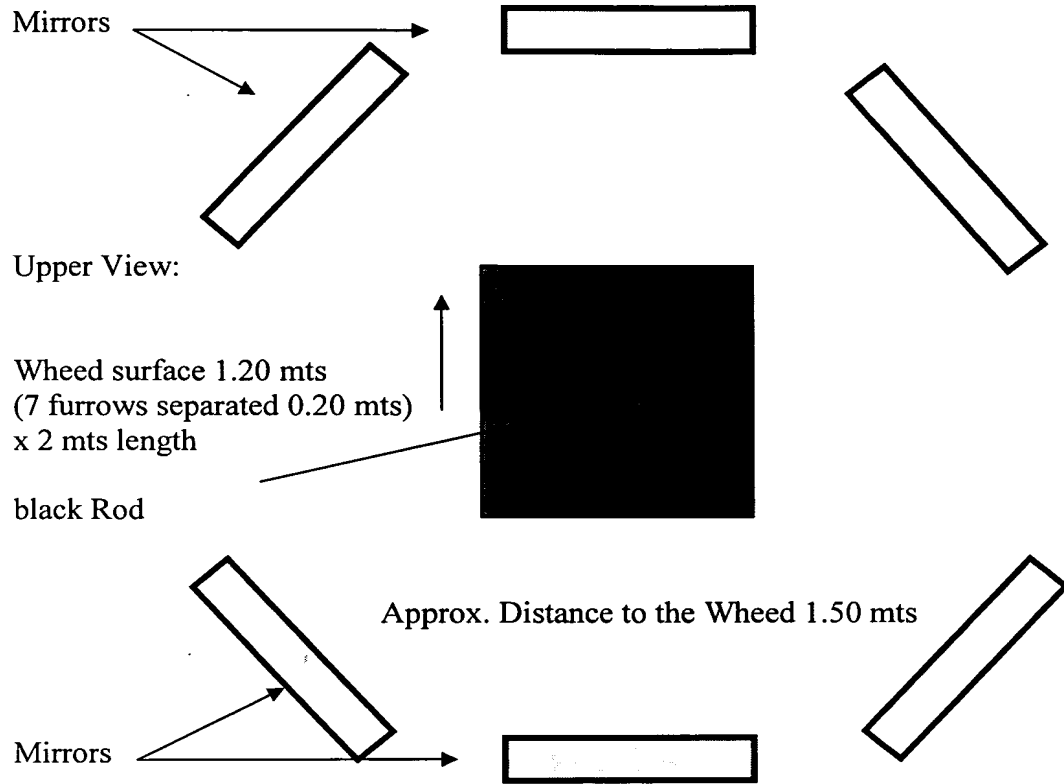 Mirrors
Upper View:
Wheed surface 1.20 mts
(7 furrows separated 0.20 mts)
x 2 mts length
black Rod
Approx. Distance to the Wheed 1.50 mts
Mirrors